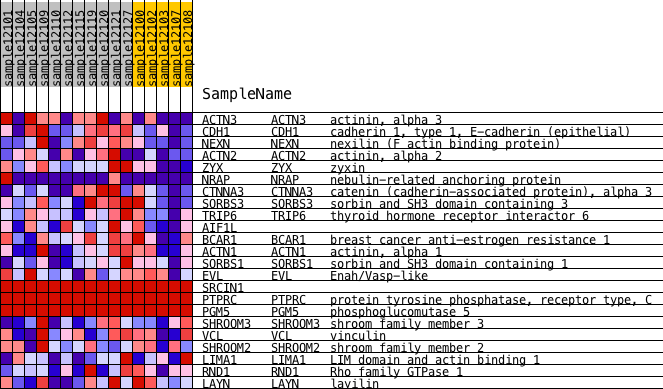 sample12101
sample12104
sample12105
sample12109
sample12110
sample12112
sample12115
sample12119
sample12120
sample12121
sample12127
sample12100
sample12102
sample12103
sample12107
sample12108
SampleName
ACTN3 ACTN3 actinin, alpha 3
CDH1 CDH1 cadherin 1, type 1, E-cadherin (epithelial)
NEXN NEXN nexilin (F actin binding protein)
ACTN2 ACTN2 actinin, alpha 2
ZYX ZYX zyxin
NRAP NRAP nebulin-related anchoring protein
CTNNA3 CTNNA3 catenin (cadherin-associated protein), alpha 3
SORBS3 SORBS3 sorbin and SH3 domain containing 3
TRIP6 TRIP6 thyroid hormone receptor interactor 6
AIF1L
BCAR1 BCAR1 breast cancer anti-estrogen resistance 1
ACTN1 ACTN1 actinin, alpha 1
SORBS1 SORBS1 sorbin and SH3 domain containing 1
EVL EVL Enah/Vasp-like
SRCIN1
PTPRC PTPRC protein tyrosine phosphatase, receptor type, C
PGM5 PGM5 phosphoglucomutase 5
SHROOM3 SHROOM3 shroom family member 3
VCL VCL vinculin
SHROOM2 SHROOM2 shroom family member 2
LIMA1 LIMA1 LIM domain and actin binding 1
RND1 RND1 Rho family GTPase 1
LAYN LAYN layilin